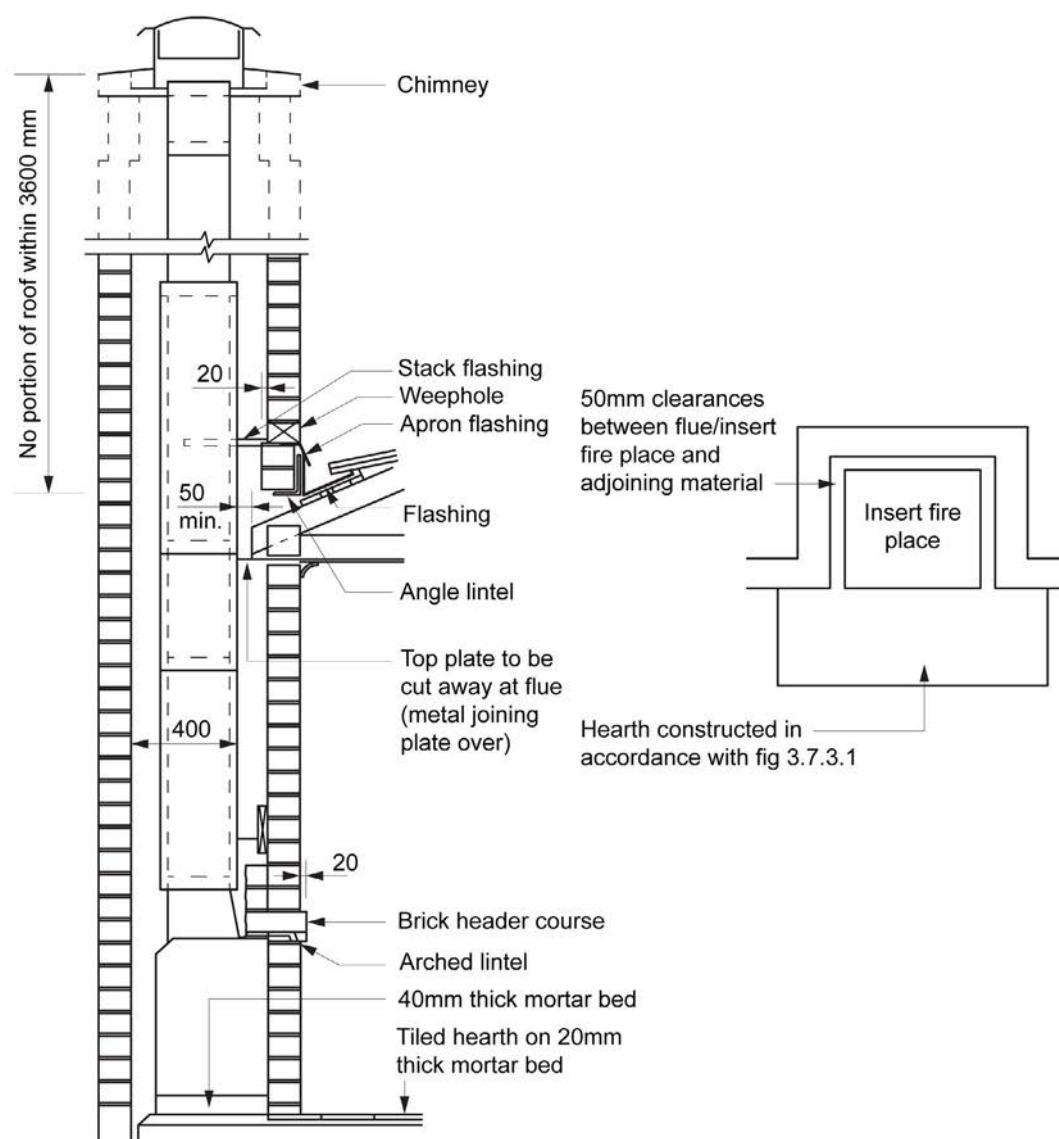 Chimney
No portion of roof within 3600 mm
20
Stack flashing
Weephole
Apron flashing
50
min.
Flashing
Angle lintel
Top plate to be
cut away at flue
(metal joining
plate over)
400
20
Brick header course
Arched lintel
40mm thick mortar bed
Tiled hearth on 20mm
thick mortar bed
50mm clearances
between flue/insert
fire place and
adjoining material
Insert fire
place
Hearth constructed in
accordance with fig 3.7.3.1